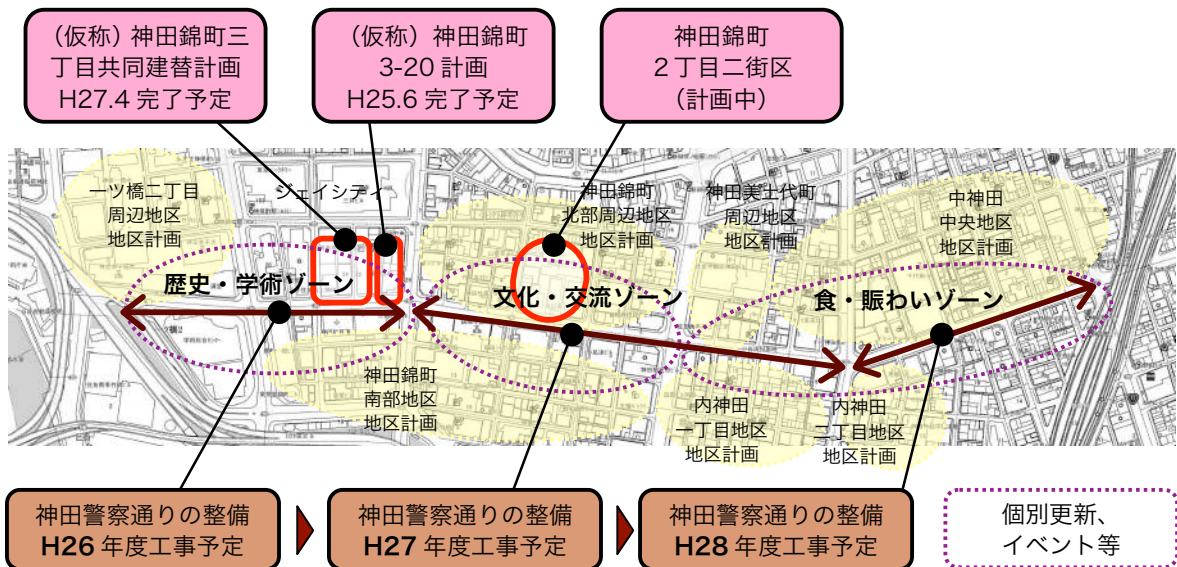 （仮称）神田錦町三
丁目共同建替計画
H27.4 完了予定
（仮称）神田錦町
3-20 計画
H25.6 完了予定
神田錦町
２丁目二街区
（計画中）
一ツ橋二丁目
周辺地区
地区計画
ジェイシティ
神田錦町
北部周辺地区
地区計画
神田美土代町
周辺地区
地区計画
中神田
中央地区
地区計画
歴史・学術ゾーン
文化・交流ゾーン
食・賑わいゾーン
神田錦町
南部地区
地区計画
内神田
一丁目地区
地区計画
内神田
二丁目地区
地区計画
神田警察通りの整備
H26 年度工事予定
神田警察通りの整備
H27 年度工事予定
神田警察通りの整備
H28 年度工事予定
個別更新、
イベント等